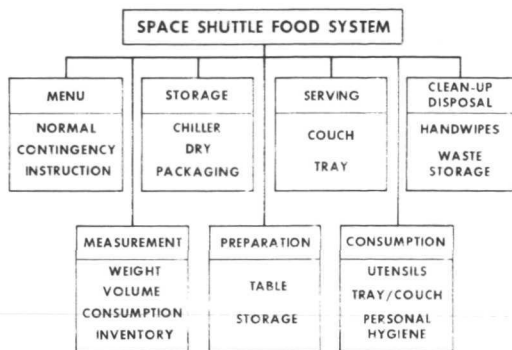 SPACE SHUTTLE FOOD SYSTEM
MENU
NORMAL
CONTINGENCY
INSTRUCTION
STORAGE
CHILLER
DRY
PACKAGING
SERVING
COUCH
TRAY
CLEAN-UP
DISPOSAL
HANDWIPES
WASTE
STORAGE
MEASUREMENT
WEIGHT
VOLUME
CONSUMPTION
INVENTORY
PREPARATION
TABLE
STORAGE
CONSUMPTION
UTENSILS
TRAY/COUCH
PERSONAL
HYGIENE